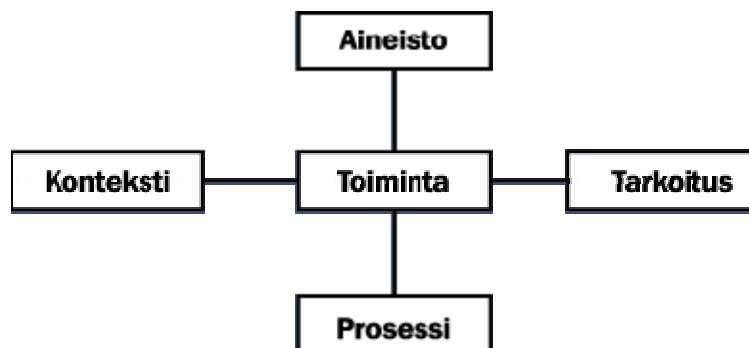 Aineisto
Konteksti
Toiminta
Tarkoitus
Prosessi